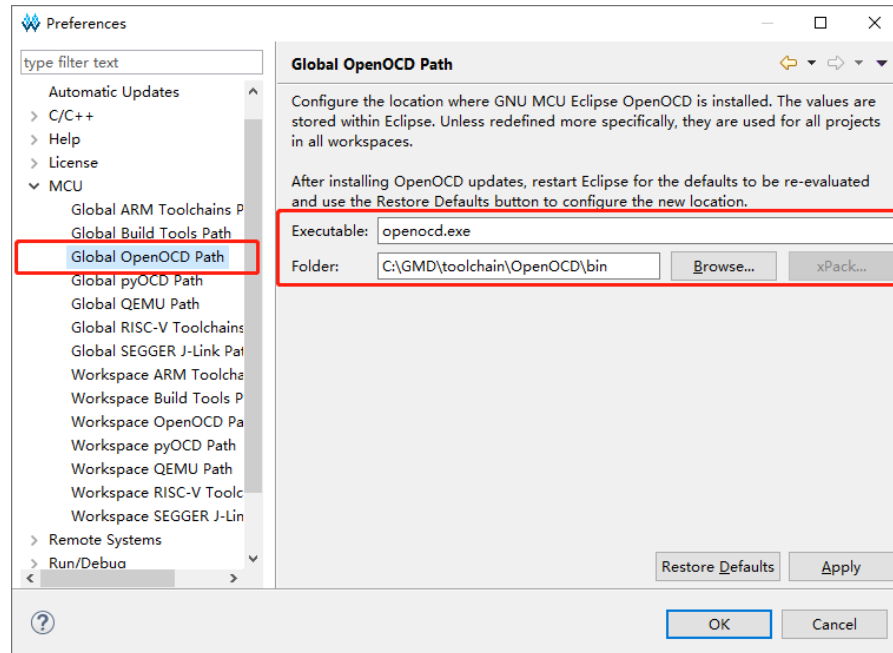 Preferences
type filter text
Automatic Updates
C/C++
Help
License
MCU
Global ARM Toolchains P
Global Build Tools Path
Global OpenOCD Path
Global pyOCD Path
Global QEMU Path
Global RISC-V Toolchains
Global SEGGER J-Link Pat
Workspace ARM Toolcha
Workspace Build Tools P
Workspace OpenOCD Pa
Workspace pyOCD Path
Workspace QEMU Path
Workspace RISC-V Toolc
Workspace SEGGER J-Lin
Remote Systems
Run/Debug
Global OpenOCD Path
Configure the location where GNU MCU Eclipse OpenOCD is installed. The values are
stored within Eclipse. Unless redefined more specifically, they are used for all projects
in all workspaces.
After installing OpenOCD updates, restart Eclipse for the defaults to be re-evaluated
and use the Restore Defaults button to configure the new location.
Executable: openocd.exe
Folder: C:\GMD\toolchain\OpenOCD\bin Browse... xPack...
Restore Defaults Apply
OK Cancel